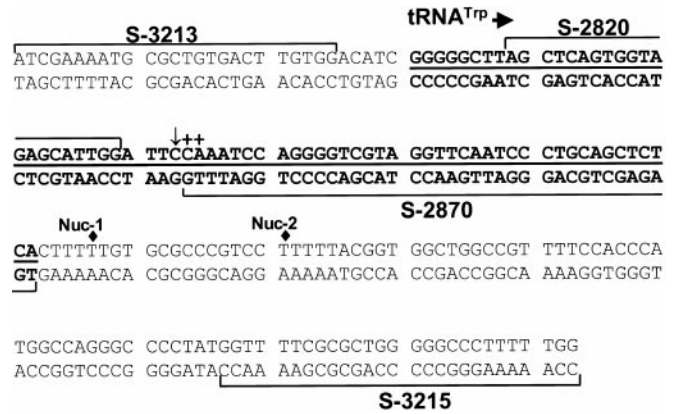 S-3213
tRNATrp
S-2820
ATCGAAAATG CGCTGTGACT TGTGGACATC GGGGGCTTAG CTCAGTGGTA
TAGCTTTTAC GCGACACTGA ACACCTGTAG CCCCCGAATC GAGTCACCAT
↓++
GAGCATTGGA TTCCAAATCC AGGGGTCGTA GGTTCAATCC CTGCAGCTCT
CTCGTAACCT AAGGTTTAGG TCCCCAGCAT CCAAGTTAGG GACGTCGAGA
S-2870
Nuc-1 Nuc-2
CACTTTTTGT GCGCCCGTCC TTTTTACGGT GGCTGGCCGT TTTCCACCCA
GTGAAAAACA CGCGGGCAGG AAAAATGCCA CCGACCGGCA AAAGGTGGGT
TGGCCAGGGC CCCTATGGTT TTCGCGCTGG GGGCCCTTTT TGG
ACCGGTCCCG GGGATACCAA AAGCGCGACC CCCGGGAAAA ACC
S-3215